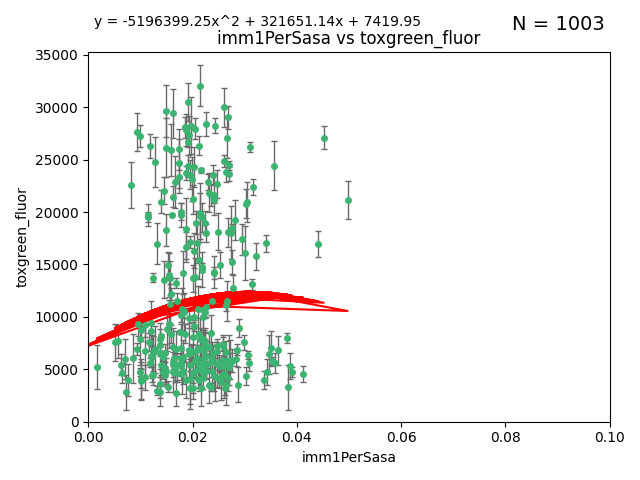 y = -5196399.25x^2 + 321651.14x + 7419.95
N = 1003
imm1PerSasa vs toxgreen_fluor
toxgreen_fluor
35000
30000
25000
20000
15000
10000
5000
0
0.00 0.02 0.04 0.06 0.08 0.10
imm1PerSasa